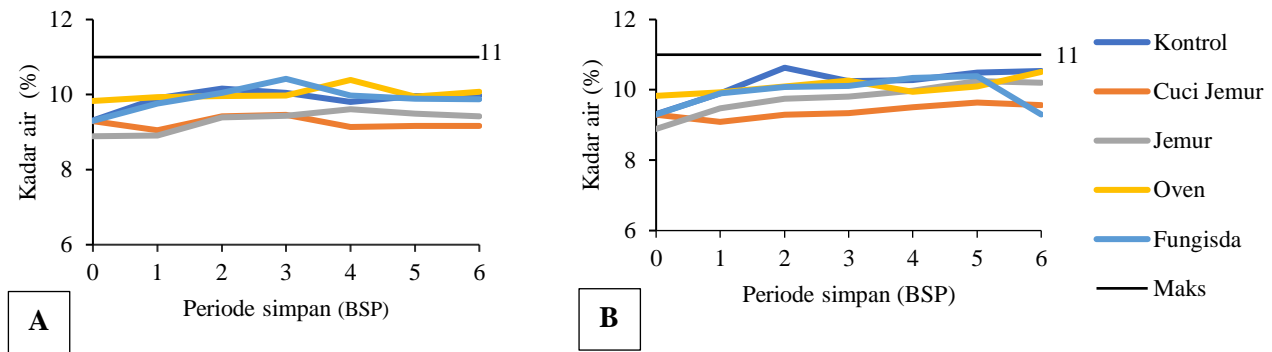 12
10
8
6
Kadar air (%)
11
0 1 2 3 4 5 6
Periode simpan (BSP)
A
12
10
8
6
Kadar air (%)
11
0 1 2 3 4 5 6
Periode simpan (BSP)
B
Kontrol
Cuci Jemur
Jemur
Oven
Fungisda
Maks